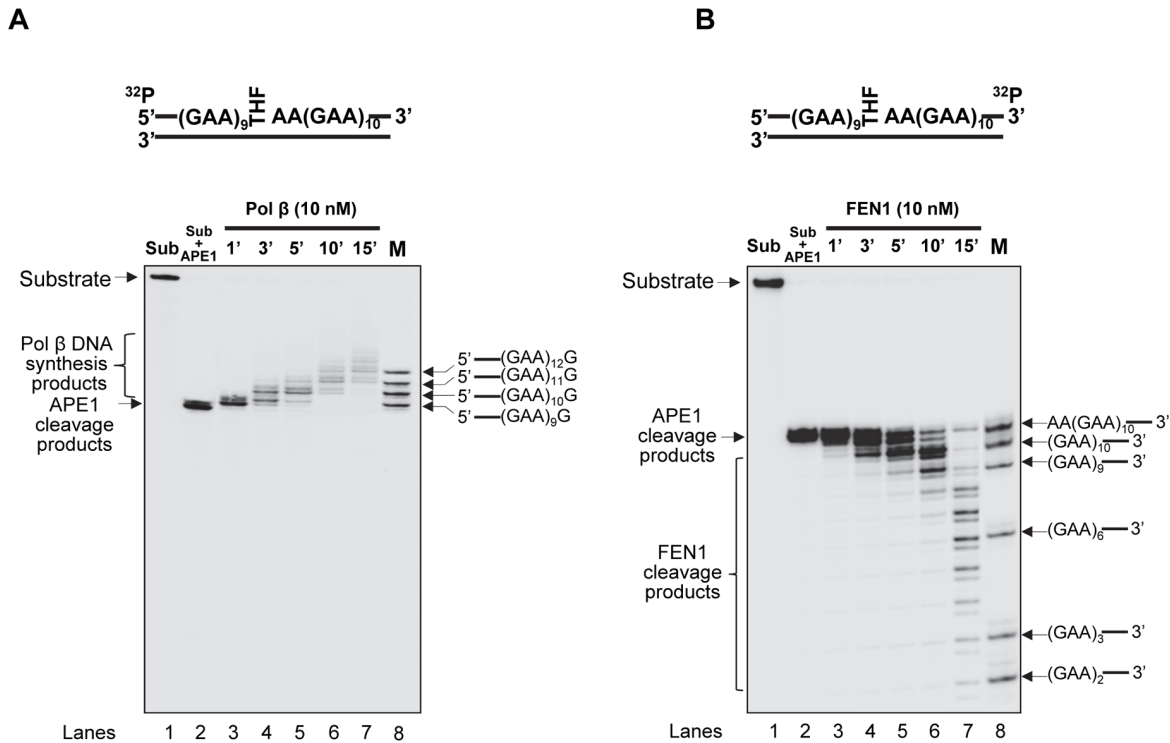 A
³²P
THF
5’ (GAA)₉ AA(GAA)₁₀ 3’
3’
Pol β (10 nM)
Sub Sub + APE1 1’ 3’ 5’ 10’ 15’ M
Substrate
Pol β DNA synthesis products
APE1 cleavage products
5’ (GAA)₁₂G
5’ (GAA)₁₁G
5’ (GAA)₁₀G
5’ (GAA)₉G
Lanes 1 2 3 4 5 6 7 8
B
³²P
THF
5’ (GAA)₉ AA(GAA)₁₀ 3’
3’
FEN1 (10 nM)
Sub Sub + APE1 1’ 3’ 5’ 10’ 15’ M
Substrate
APE1 cleavage products
FEN1 cleavage products
AA(GAA)₁₀ 3’
(GAA)₁₀ 3’
(GAA)₉ 3’
(GAA)₆ 3’
(GAA)₃ 3’
(GAA)₂ 3’
Lanes 1 2 3 4 5 6 7 8